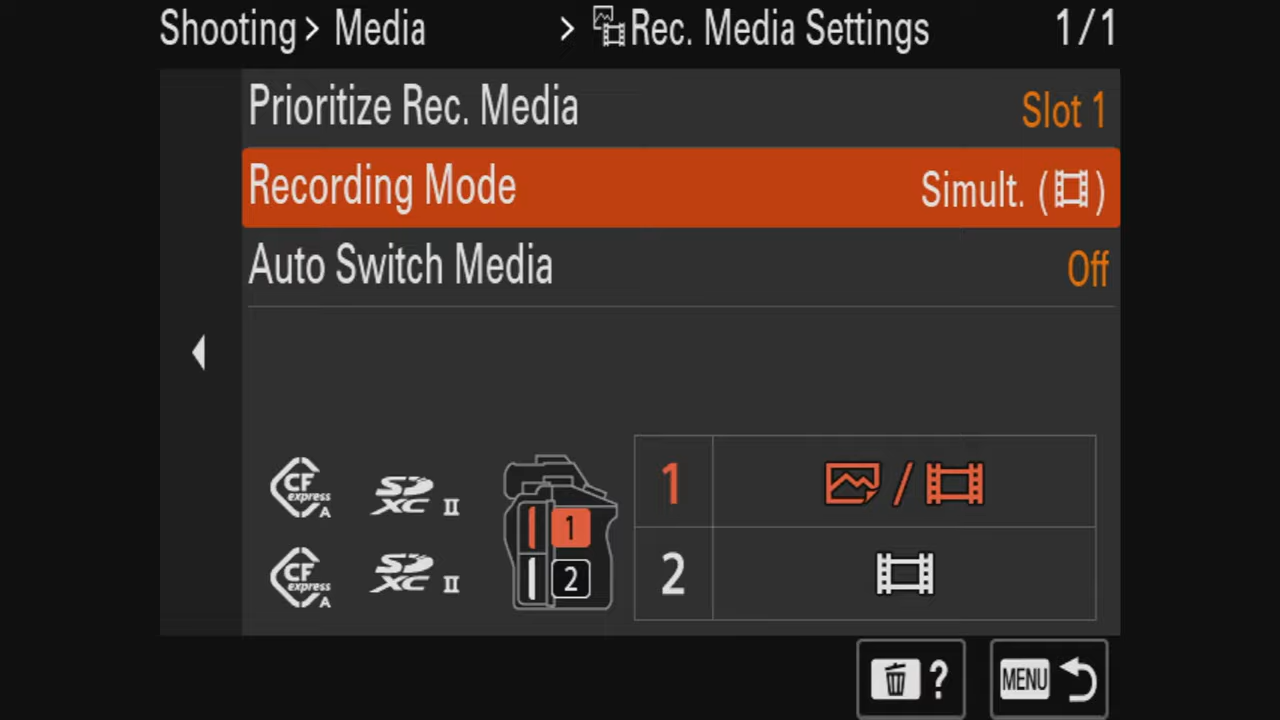 Shooting > Media > Rec. Media Settings 1/1
Prioritize Rec. Media Slot 1
Recording Mode Simult. ( )
Auto Switch Media Off
CF express A SD XC II 1 1
CF express A SD XC II 2 2
? MENU